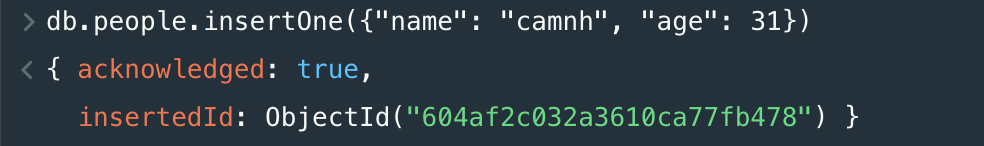 > db.people.insertOne({"name": "camnh", "age": 31})
< { acknowledged: true,
insertedId: ObjectId("604af2c032a3610ca77fb478") }